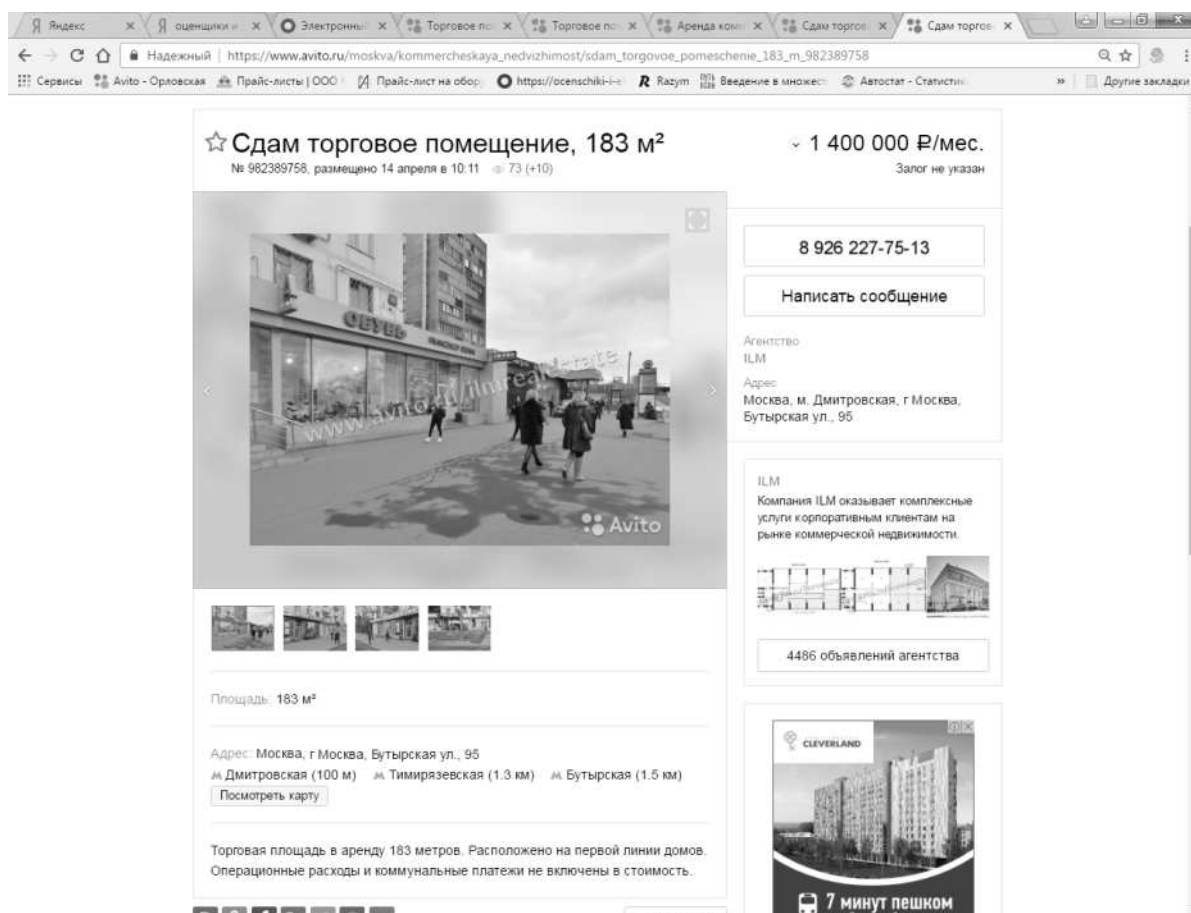 Яндекс
оценщики и
Электронны
Торговое по
Торговое по
Аренда ком
Сдам торгов
Сдам торгов
Надежный | https://www.avito.ru/moskva/kommercheskaya_nedvizhimost/sdam_torgovoe_pomeschenie_183_m_982389758
Сервисы Avito - Орловская Прайс-листы | ООО Прайс-лист на обор https://ocenschiki-i-e Razym Введение в множес Автостат - Статистик » Другие закладки
Сдам торговое помещение, 183 м²
1 400 000 ₽/мес.
№ 982389758, размещено 14 апреля в 10:11 73 (+10)
Залог не указан
ОБУВЬ
www.avito.ru/ilmrealestate
Avito
8 926 227-75-13
Написать сообщение
Агентство
ILM
Адрес
Москва, м. Дмитровская, г Москва,
Бутырская ул., 95
ILM
Компания ILM оказывает комплексные
услуги корпоративным клиентам на
рынке коммерческой недвижимости.
4486 объявлений агентства
Площадь: 183 м²
Адрес: Москва, г Москва, Бутырская ул., 95
Дмитровская (100 м) Тимирязевская (1.3 км) Бутырская (1.5 км)
Посмотреть карту
Торговая площадь в аренду 183 метров. Расположено на первой линии домов.
Операционные расходы и коммунальные платежи не включены в стоимость.
CLEVERLAND
7 минут пешком